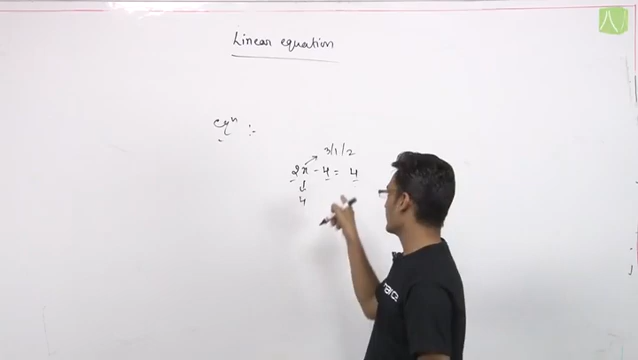 Linear equation
eqn :-
3/1/2
2x - 4 = 4
4